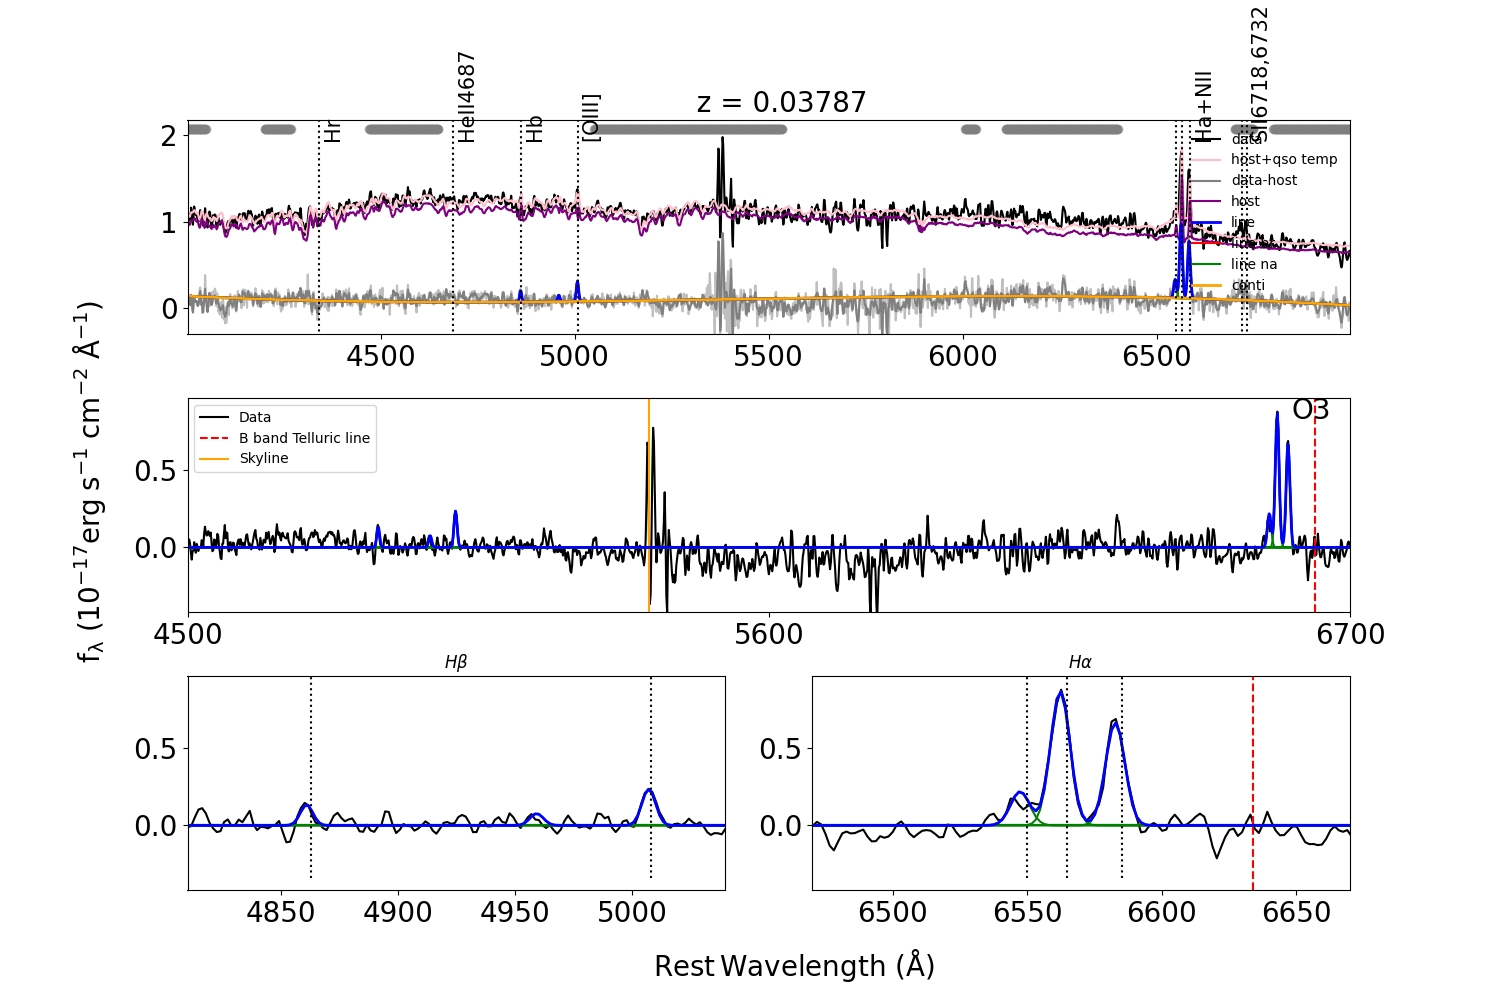 z = 0.03787
Hr
HeII4687
Hb
[OIII]
Ha+NII
SII6718,6732
2
1
0
data
host+qso temp
data-host
host
line
line na
conti
4500
5000
5500
6000
6500
fλ (10−17erg s−1 cm−2 Å−1)
Data
B band Telluric line
Skyline
O3
0.5
0.0
4500
5600
6700
Hβ
Hα
0.5
0.0
0.5
0.0
4850
4900
4950
5000
6500
6550
6600
6650
Rest Wavelength (Å)